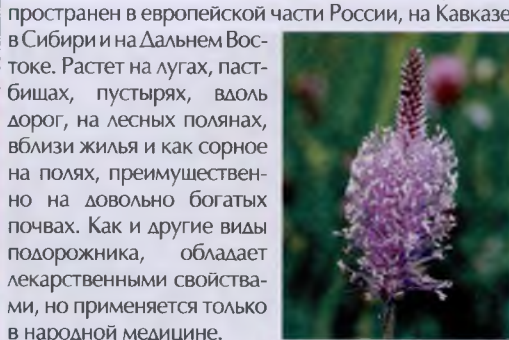 пространен в европейской части России, на Кавказе
в Сибири и на Дальнем Вос-
токе. Растет на лугах, паст-
бищах, пустырях, вдоль
дорог, на лесных полянах,
вблизи жилья и как сорное
на полях, преимуществен-
но на довольно богатых
почвах. Как и другие виды
подорожника, обладает
лекарственными свойства-
ми, но применяется только
в народной медицине.